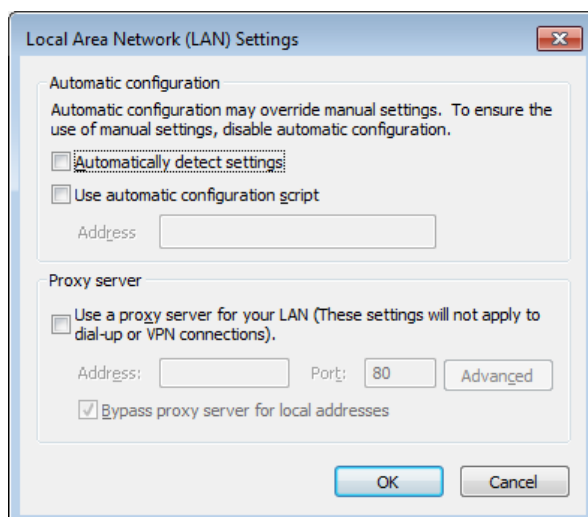 Local Area Network (LAN) Settings
Automatic configuration
Automatic configuration may override manual settings. To ensure the
use of manual settings, disable automatic configuration.
Automatically detect settings
Use automatic configuration script
Address
Proxy server
Use a proxy server for your LAN (These settings will not apply to
dial-up or VPN connections).
Address: Port: 80 Advanced
Bypass proxy server for local addresses
OK Cancel